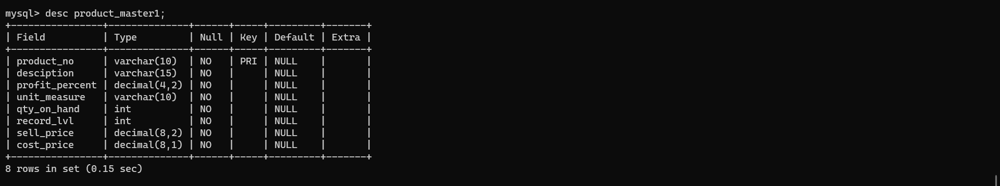 mysql> desc product_master1;
+----------------+--------------+------+-----+---------+-------+
| Field          | Type         | Null | Key | Default | Extra |
+----------------+--------------+------+-----+---------+-------+
| product_no     | varchar(10)  | NO   | PRI | NULL    |       |
| desciption     | varchar(15)  | NO   |     | NULL    |       |
| profit_percent | decimal(4,2) | NO   |     | NULL    |       |
| unit_measure   | varchar(10)  | NO   |     | NULL    |       |
| qty_on_hand    | int          | NO   |     | NULL    |       |
| record_lvl     | int          | NO   |     | NULL    |       |
| sell_price     | decimal(8,2) | NO   |     | NULL    |       |
| cost_price     | decimal(8,1) | NO   |     | NULL    |       |
+----------------+--------------+------+-----+---------+-------+
8 rows in set (0.15 sec)